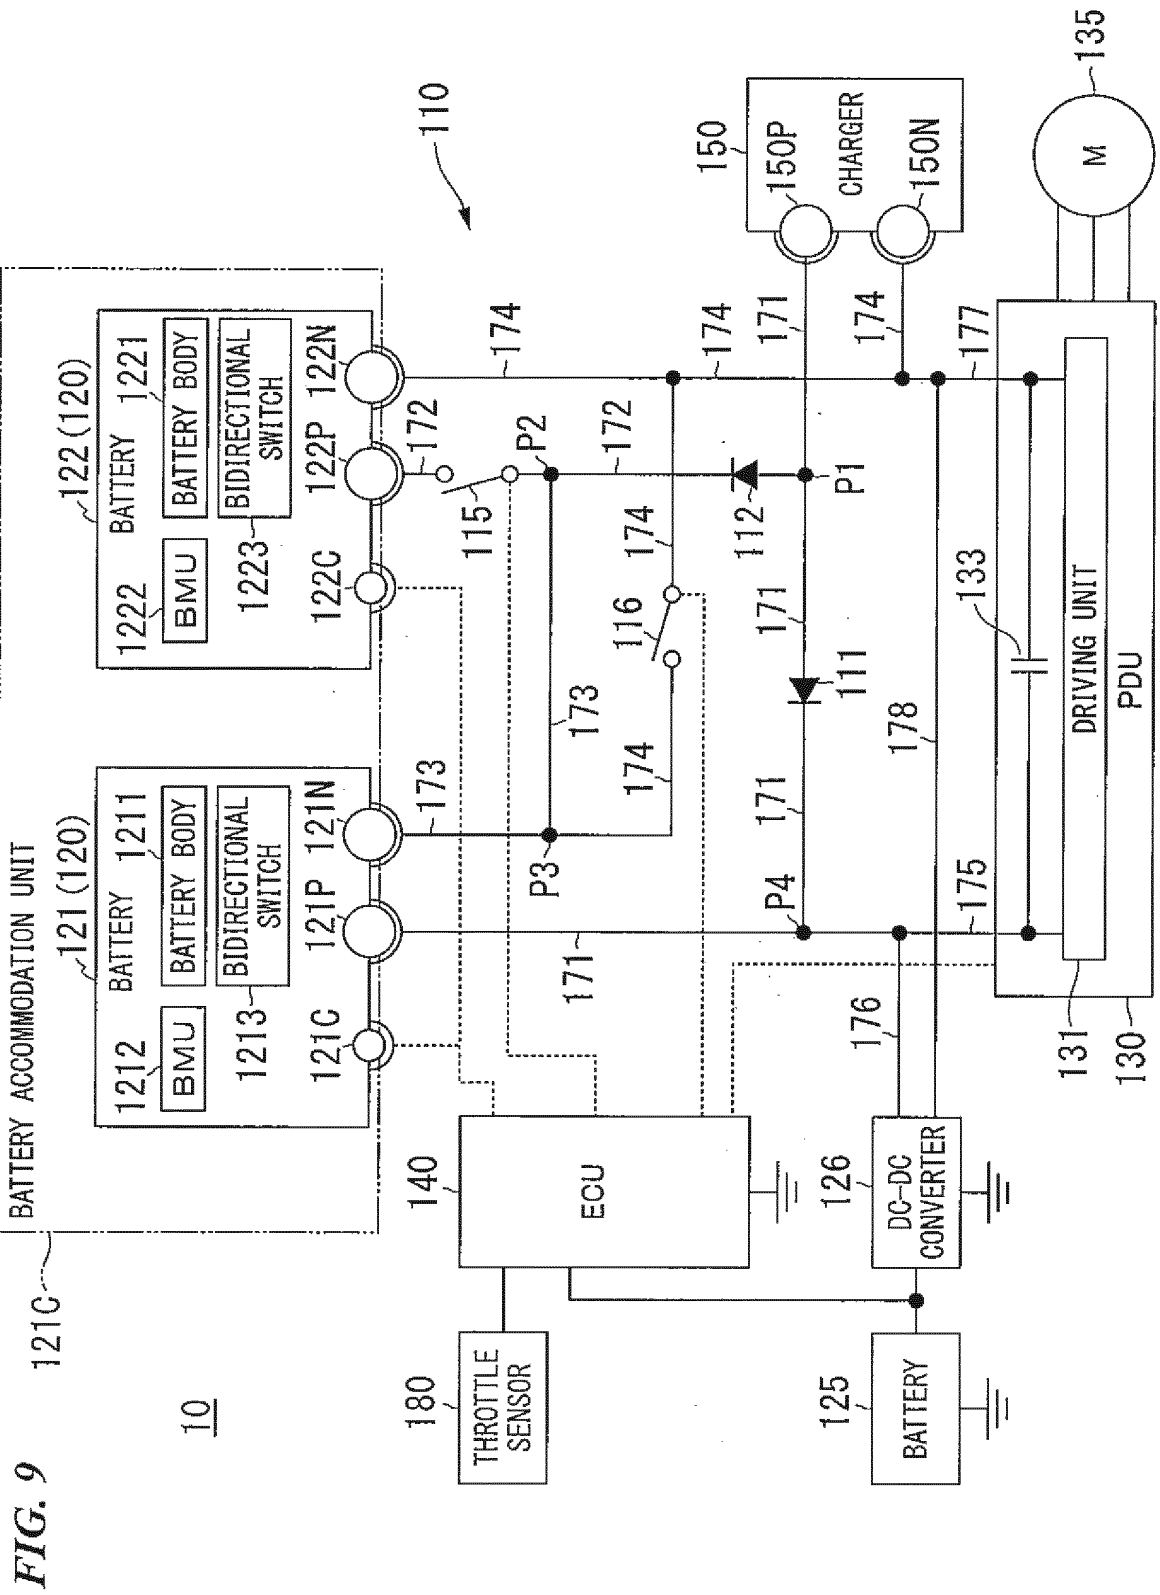 FIG. 9
10
121C
BATTERY ACCOMMODATION UNIT
121 (120)
BATTERY
1212
BMU
1211
BATTERY BODY
1213
BIDIRECTIONAL
SWITCH
121C
121P
121N
122 (120)
BATTERY
1222
BMU
1221
BATTERY BODY
1223
BIDIRECTIONAL
SWITCH
122C
122P
122N
110
173
172
174
115
P2
P3
173
172
174
171
174
116
174
112
P1
171
111
171
P4
171
174
150
150P
CHARGER
150N
180
THROTTLE
SENSOR
140
ECU
125
BATTERY
126
DC-DC
CONVERTER
176
178
175
177
133
131
DRIVING UNIT
PDU
130
M
135